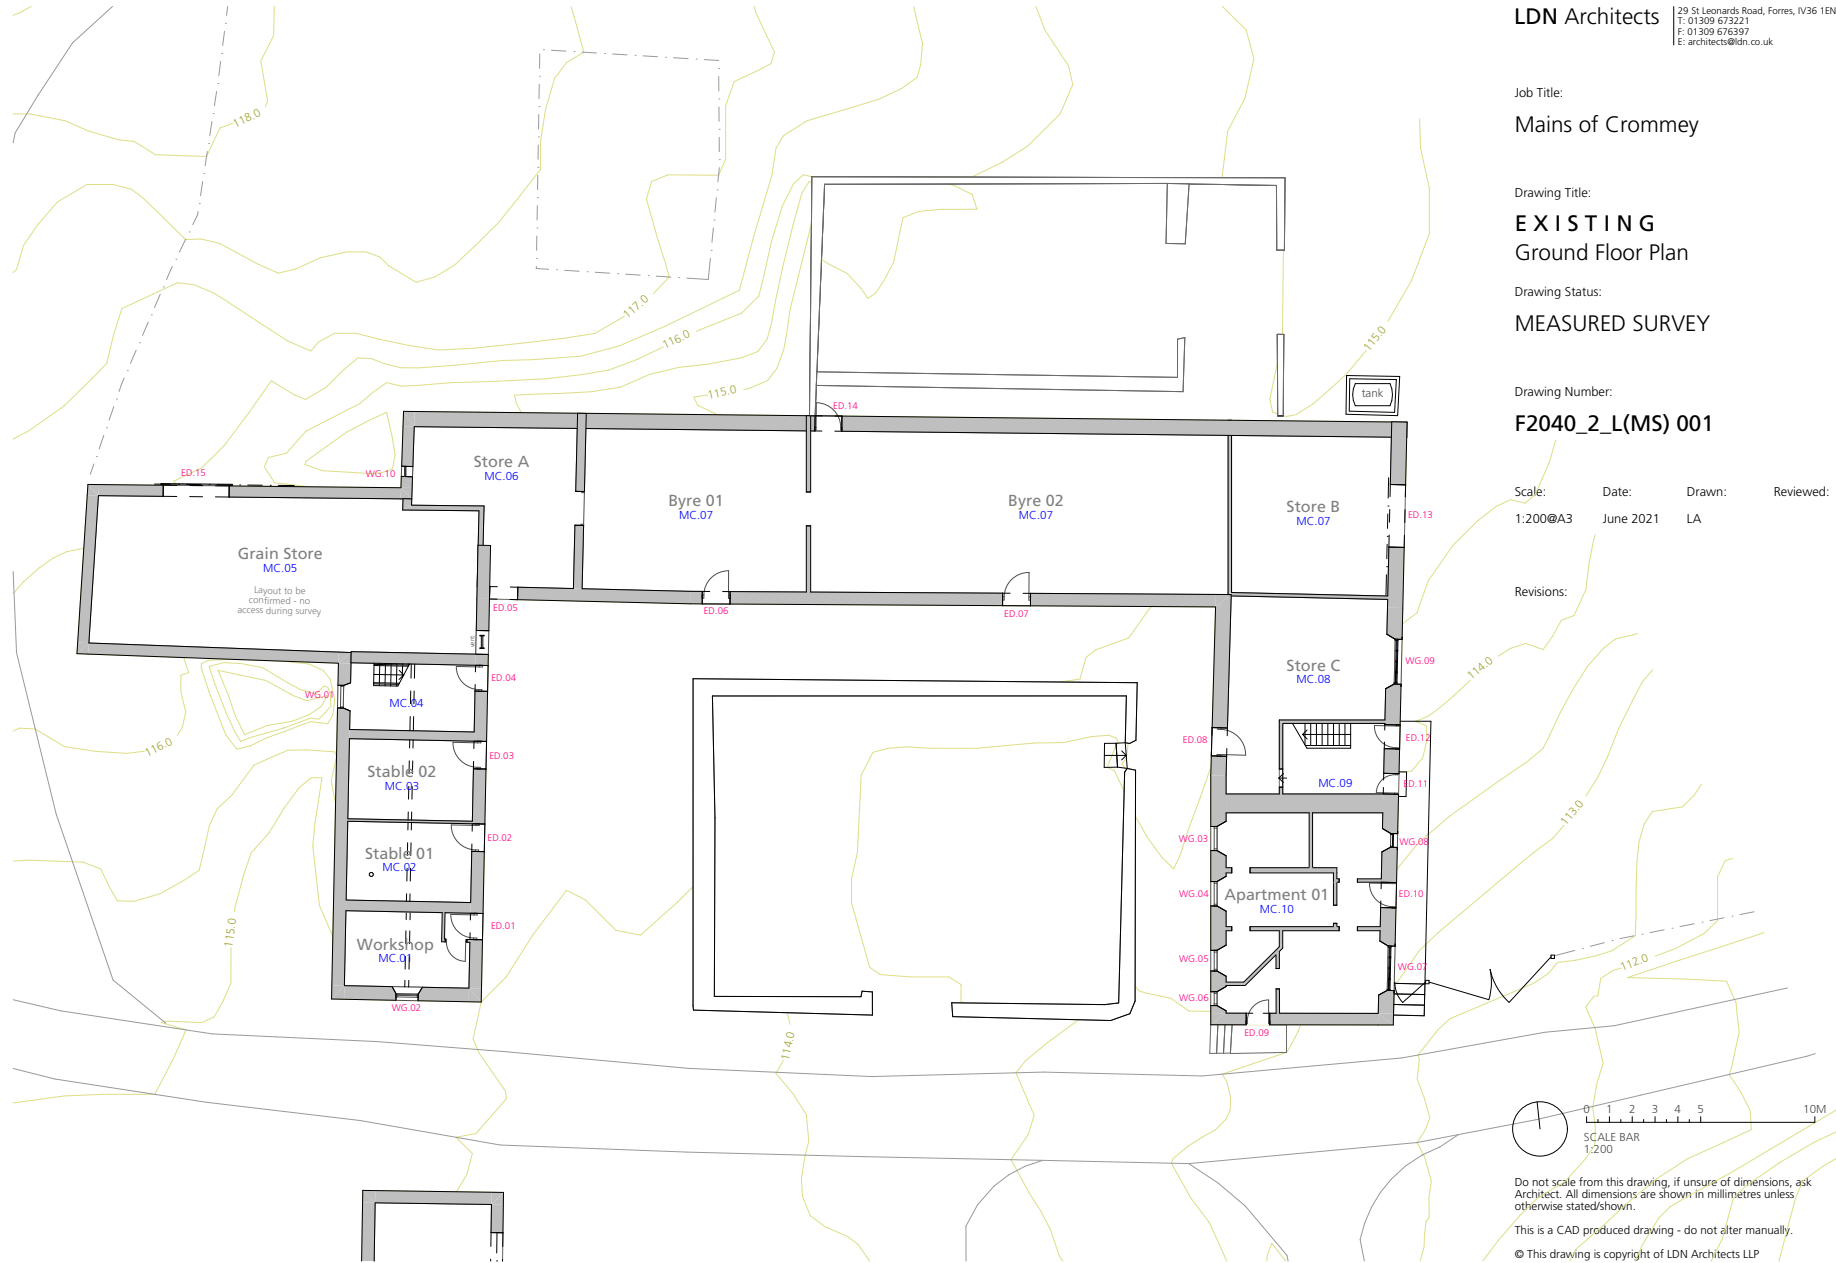 LDN Architects
29 St Leonards Road, Forres, IV36 1EN
T: 01309 673221
F: 01309 676397
E: architects@ldn.co.uk
Job Title:
Mains of Crommey
Drawing Title:
EXISTING
Ground Floor Plan
Drawing Status:
MEASURED SURVEY
Drawing Number:
F2040_2_L(MS) 001
Scale: Date: Drawn: Reviewed:
1:200@A3 June 2021 LA
Revisions:
118.0
117.0
116.0
115.0
115.0
tank
ED.14
ED.15
WG.10
Store A
MC.06
Byre 01
MC.07
Byre 02
MC.07
Store B
MC.07
ED.13
Grain Store
MC.05
Layout to be
confirmed - no
access during survey
vent
ED.05
ED.06
ED.07
WG.01
MC.04
ED.04
Store C
MC.08
WG.09
114.0
116.0
ED.03
Stable 02
MC.03
ED.08
ED.12
MC.09
ED.11
113.0
ED.02
Stable 01
MC.02
WG.03
WG.08
WG.04
Apartment 01
MC.10
ED.10
115.0
ED.01
Workshop
MC.01
WG.05
WG.07
112.0
WG.06
WG.02
ED.09
114.0
0 1 2 3 4 5 10M
SCALE BAR
1:200
Do not scale from this drawing, if unsure of dimensions, ask
Architect. All dimensions are shown in millimetres unless
otherwise stated/shown.
This is a CAD produced drawing - do not alter manually.
© This drawing is copyright of LDN Architects LLP